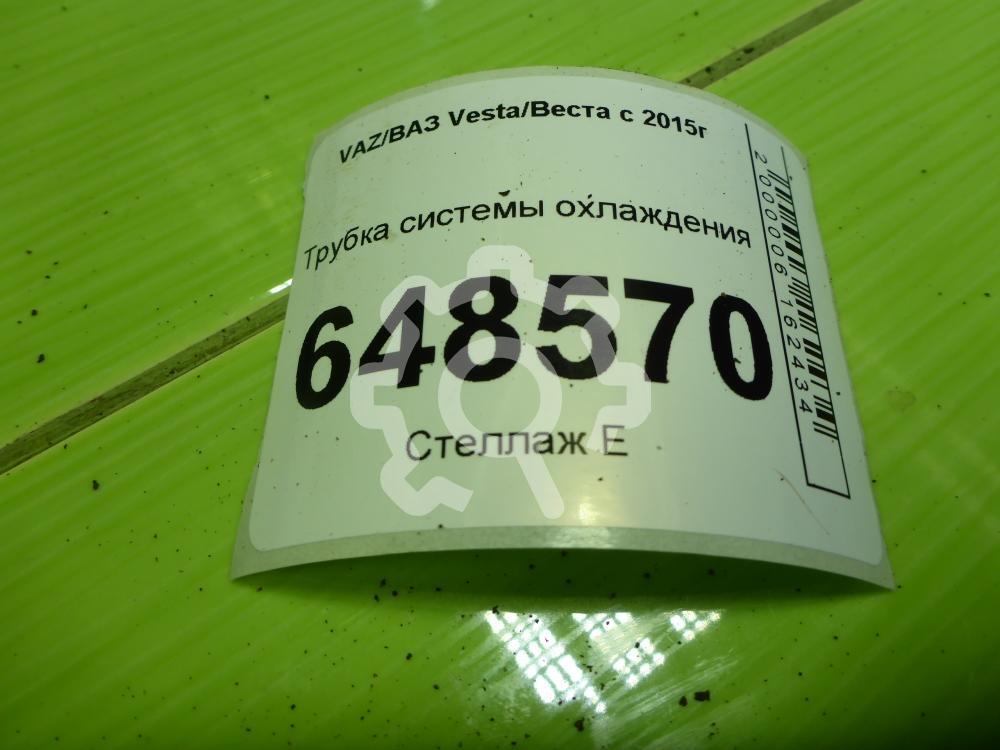 VAZ/ВАЗ Vesta/Веста с 2015г
Трубка системы охлаждения
648570
Стеллаж Е
2000006162434